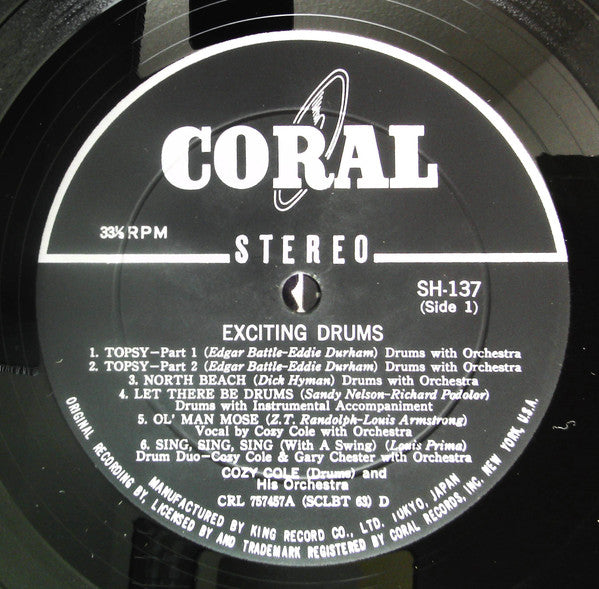 CORAL
33⅓ RPM
STEREO
SH-137
(Side 1)
EXCITING DRUMS
1. TOPSY—Part 1 (Edgar Battle-Eddie Durham) Drums with Orchestra
2. TOPSY—Part 2 (Edgar Battle-Eddie Durham) Drums with Orchestra
3. NORTH BEACH (Dick Hyman) Drums with Orchestra
4. LET THERE BE DRUMS (Sandy Nelson-Richard Podolor)
Drums with Instrumental Accompaniment
5. OL' MAN MOSE (Z.T. Randolph-Louis Armstrong)
Vocal by Cozy Cole with Orchestra
6. SING, SING, SING (With A Swing) (Louis Prima)
Drum Duo-Cozy Cole & Gary Chester with Orchestra
COZY COLE (Drums) and
His Orchestra
CRL 757457A (SCLBT 63) D
MANUFACTURED BY KING RECORD CO., LTD. TOKYO, JAPAN
ORIGINAL RECORDING BY, LICENSED BY AND TRADEMARK REGISTERED BY CORAL RECORDS, INC. NEW YORK, U.S.A.